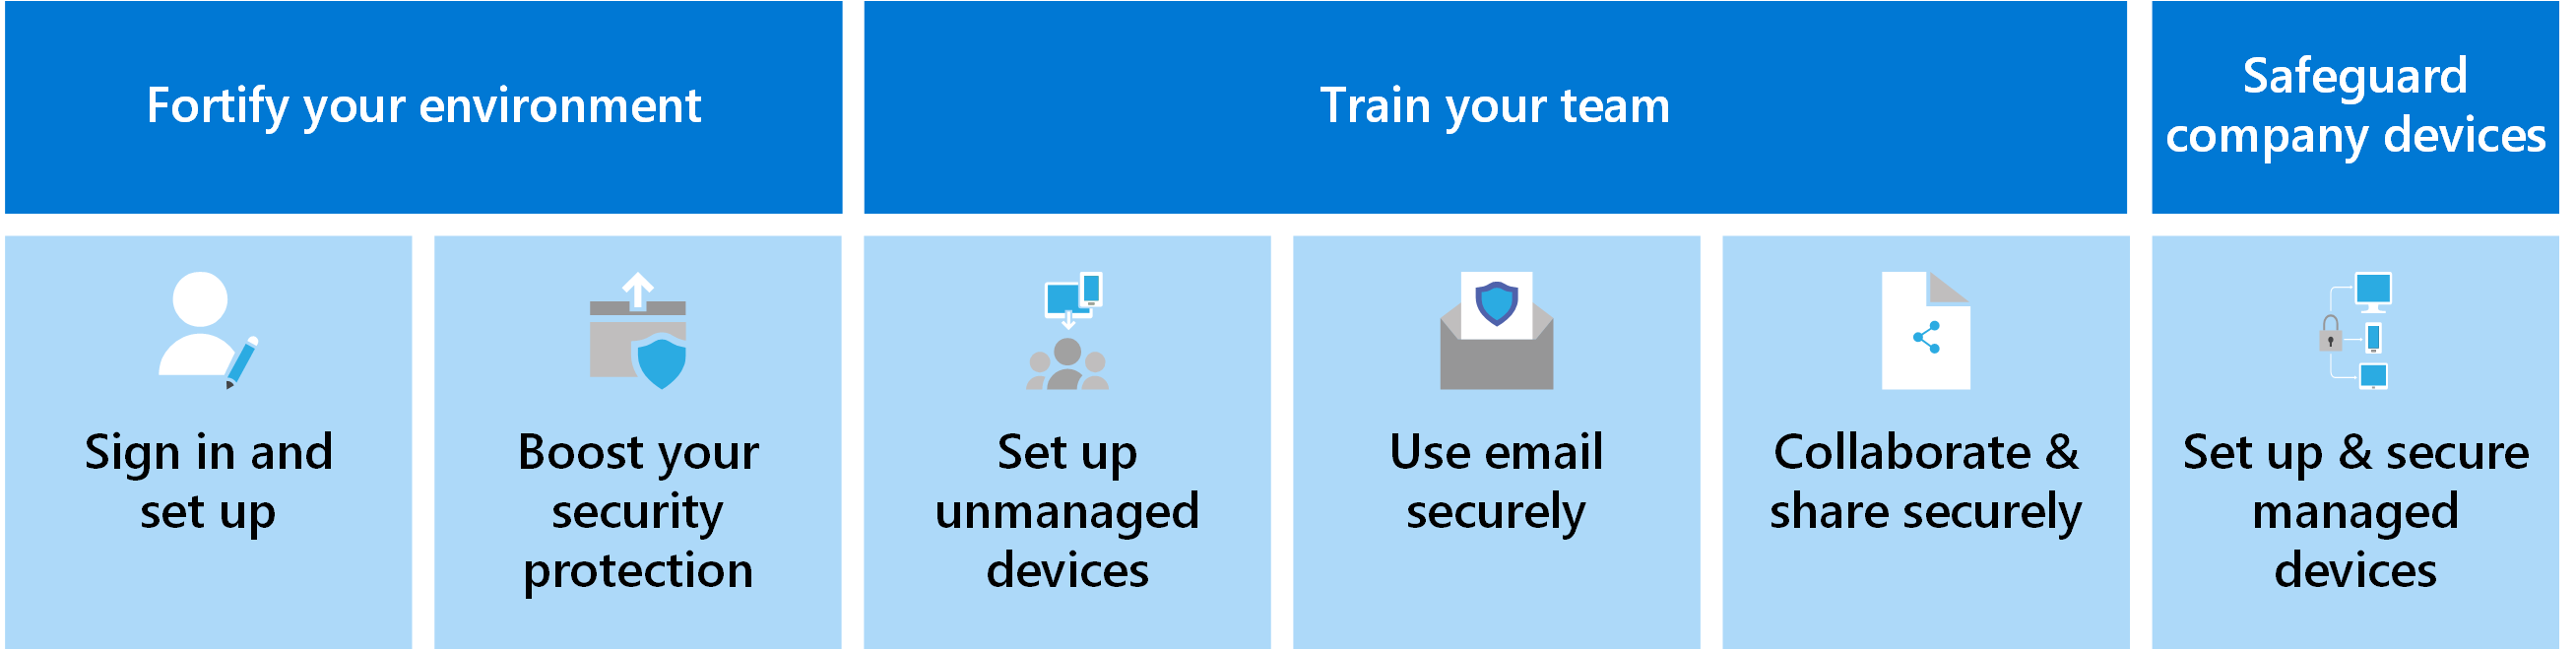 Fortify your environment
Train your team
Safeguard
company devices
Sign in and
set up
Boost your
security
protection
Set up
unmanaged
devices
Use email
securely
Collaborate &
share securely
Set up & secure
managed
devices